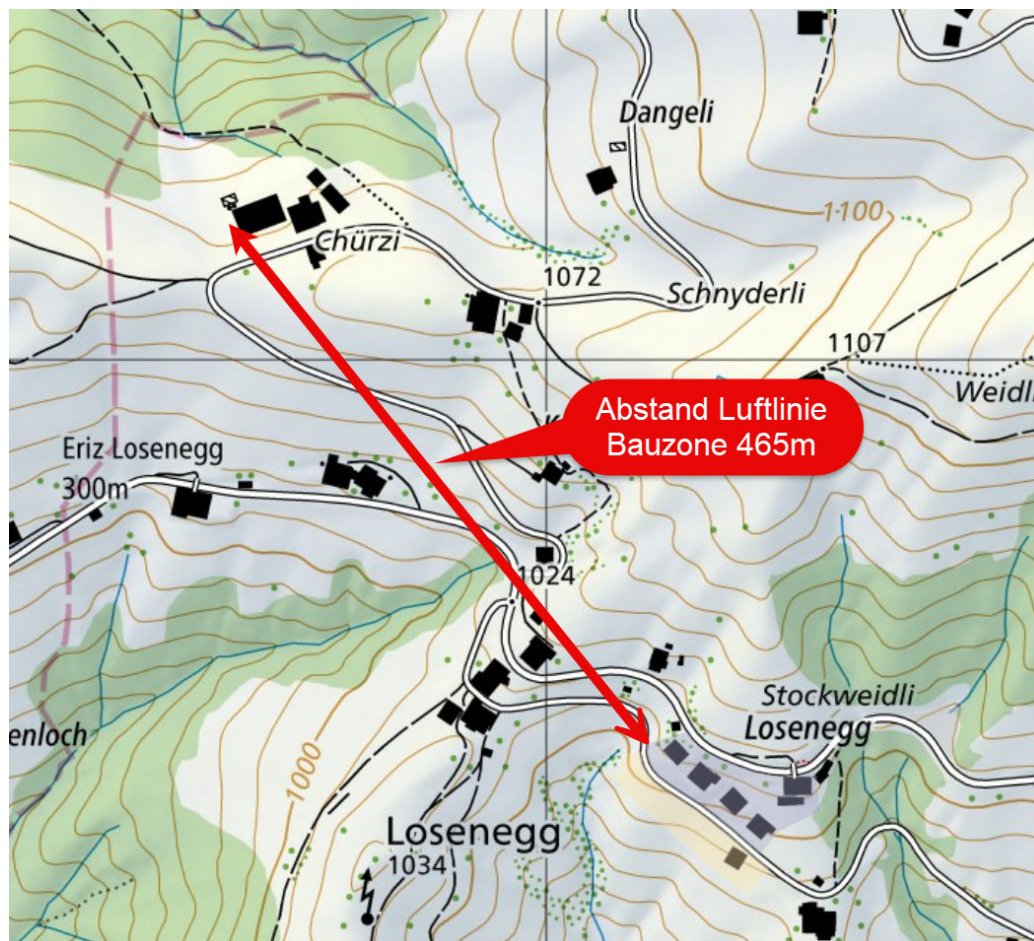 Dangeli
1100
Chürzi
1072
Schnyderli
1107
Weidli
Abstand Luftlinie
Bauzone 465m
Eriz Losenegg
300m
1024
Stockweidli
Losenegg
enloch
1000
Losenegg
1034